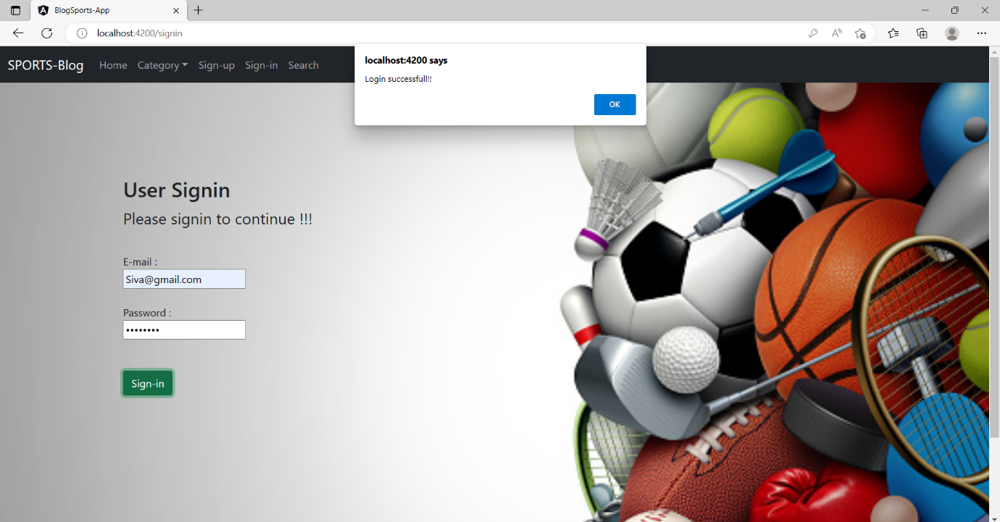 BlogSports-App
localhost:4200/signin
SPORTS-Blog Home Category Sign-up Sign-in Search
localhost:4200 says
Login successfull!!
OK
User Signin
Please signin to continue !!!
E-mail :
Siva@gmail.com
Password :
••••••••
Sign-in